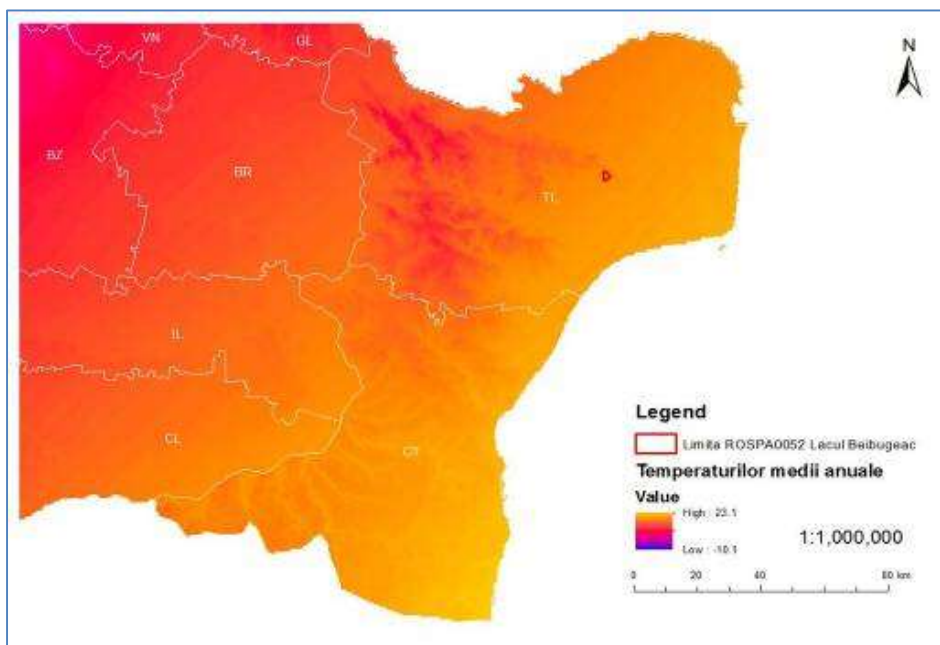 VN
GL
N
BZ
BR
TL
IL
CL
CT
Legend
Limita ROSPA0052 Lacul Beibugeac
Temperaturilor medii anuale
Value
High : 23.1
Low : -10.1
1:1,000,000
0 20 40 80 km